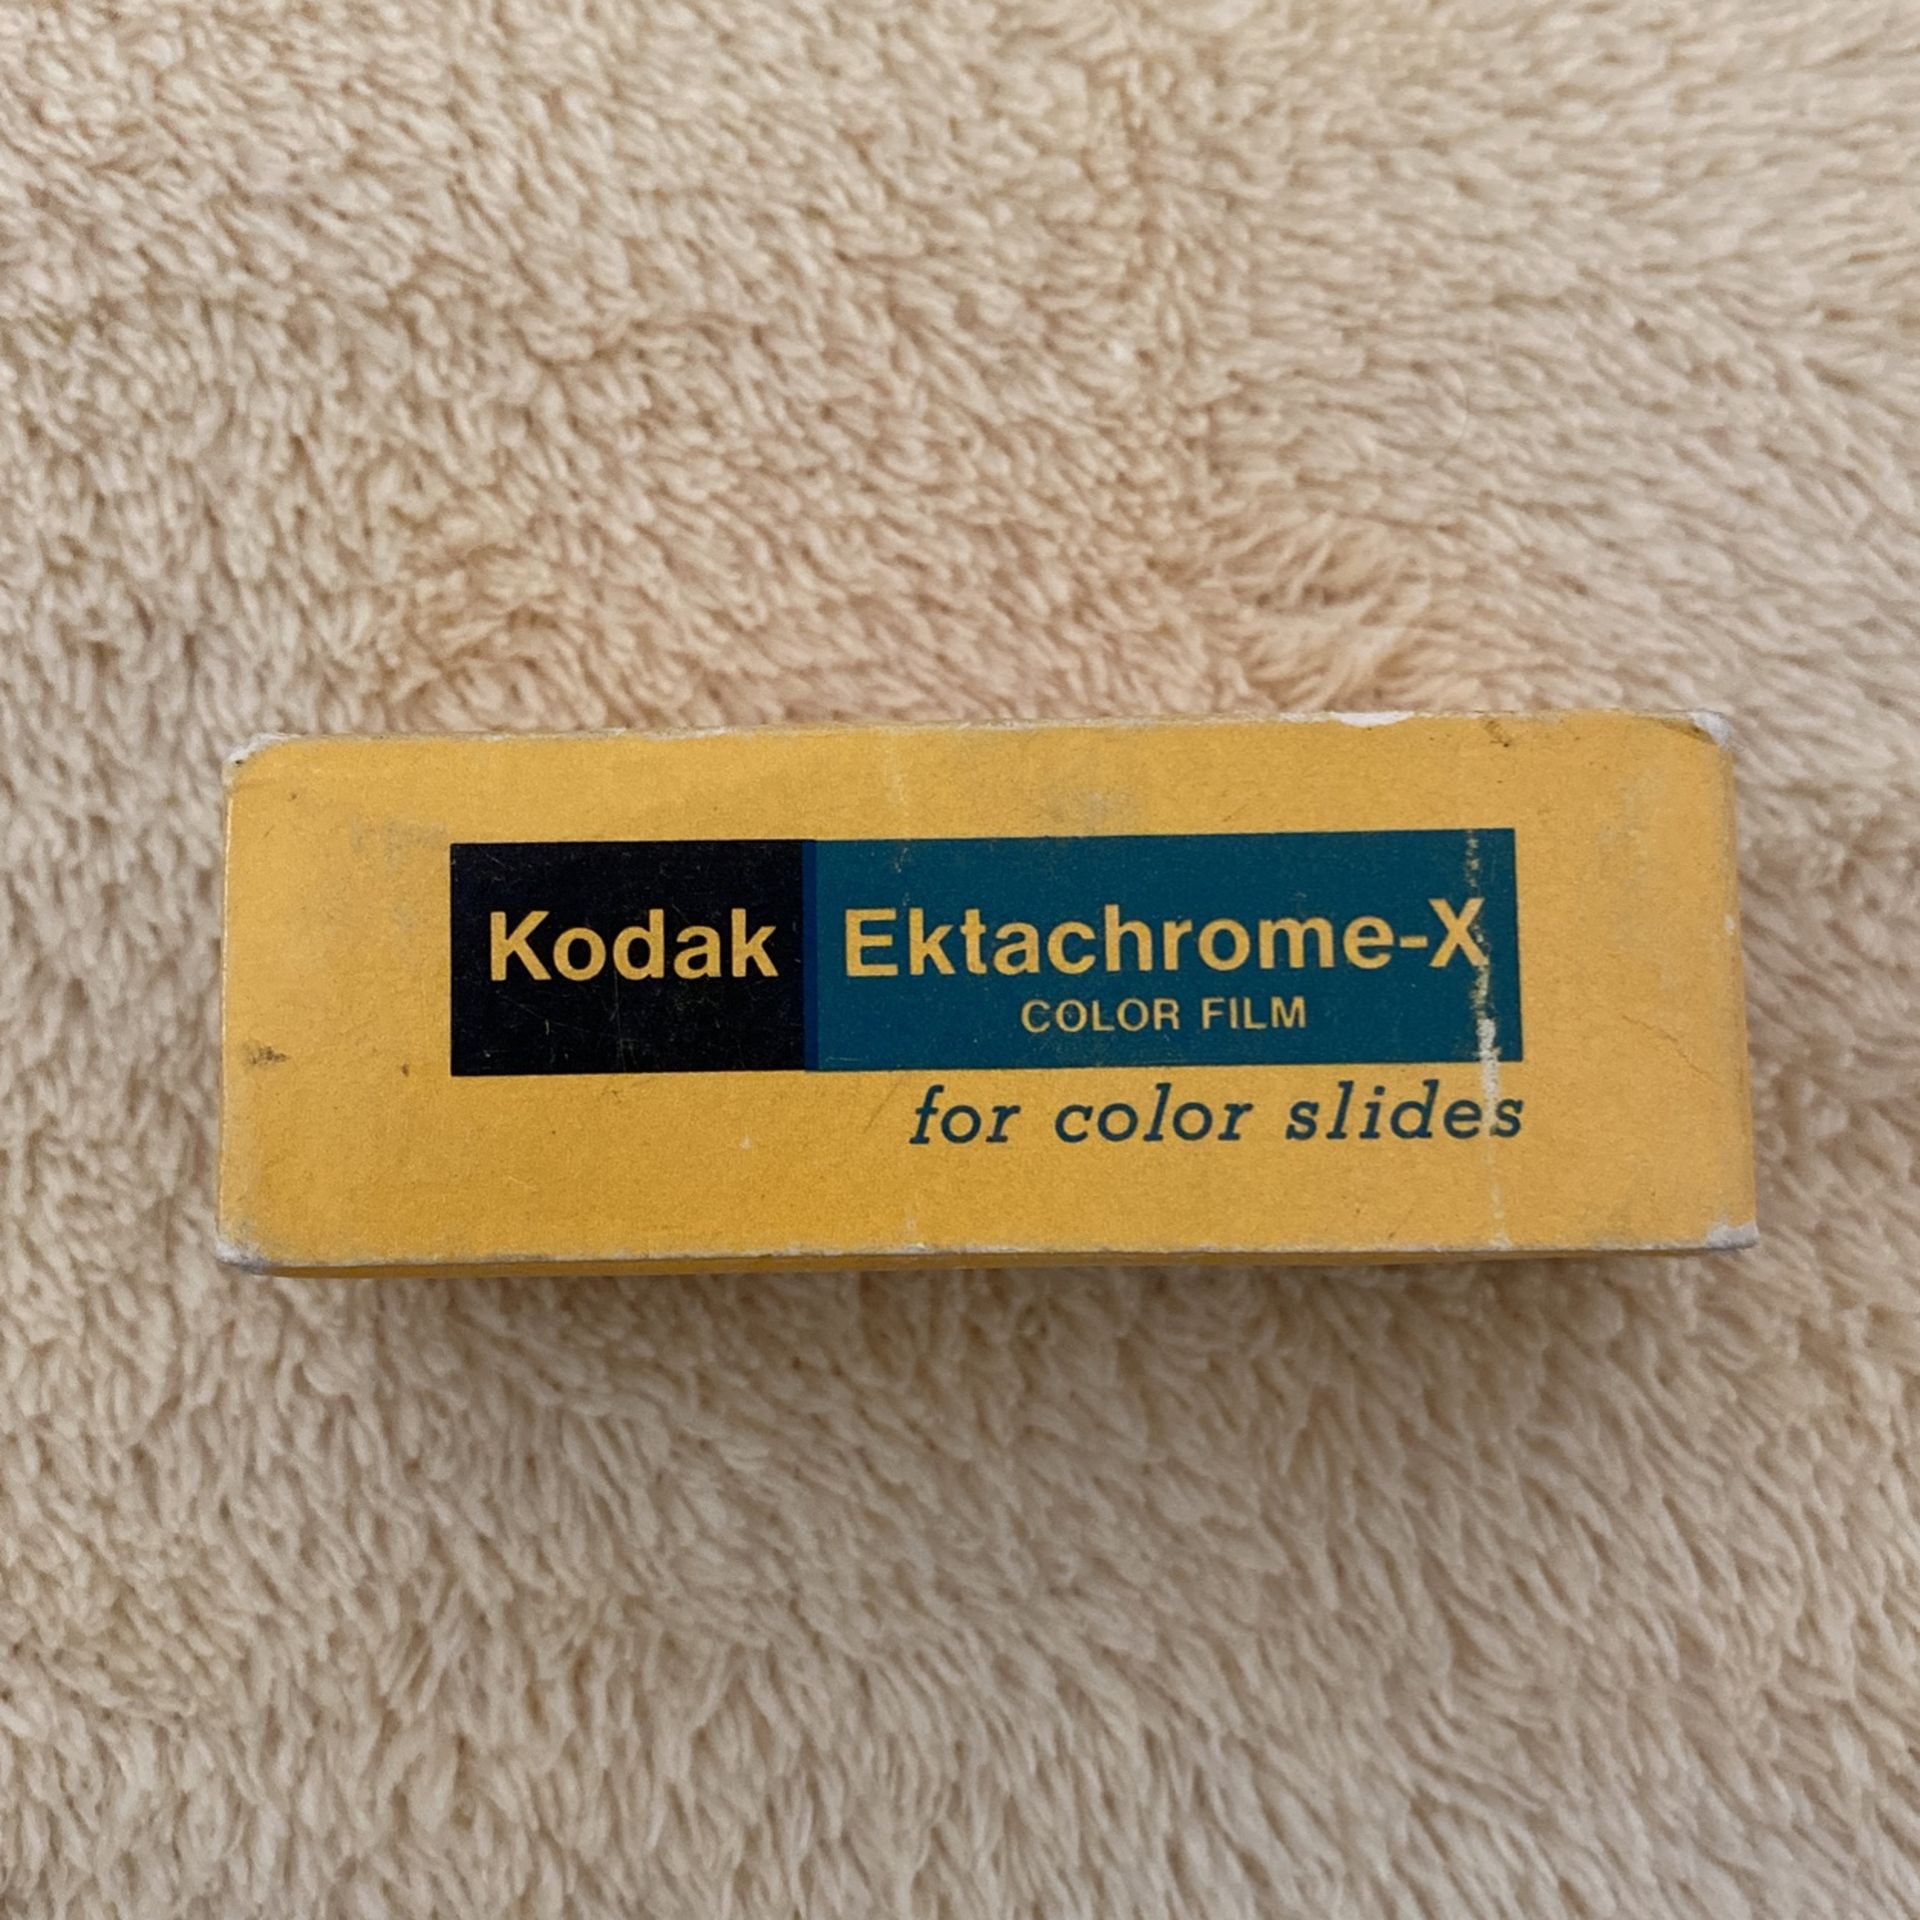 Kodak Ektachrome-X
COLOR FILM
for color slides